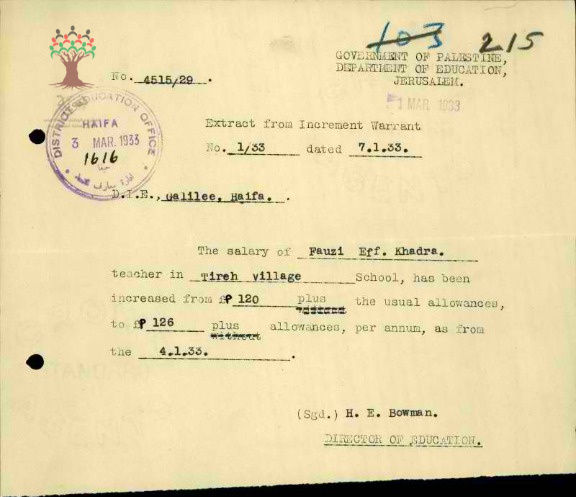 103 215
GOVERNMENT OF PALESTINE,
DEPARTMENT OF EDUCATION,
JERUSALEM.
No. 4515/29 .
1 MAR. 1933
DISTRICT EDUCATION OFFICE
HAIFA
3 MAR. 1933
1616
حيفا
Extract from Increment Warrant
No. 1/33 dated 7.1.33.
D.I.E., Galilee, Haifa. .
The salary of Fauzi Eff. Khadra.
teacher in Tireh village School, has been
increased from £P 120 plus the usual allowances,
to £P 126 plus without allowances, per annum, as from
the 4.1.33. .
(Sgd.) H. E. Bowman.
DIRECTOR OF EDUCATION.